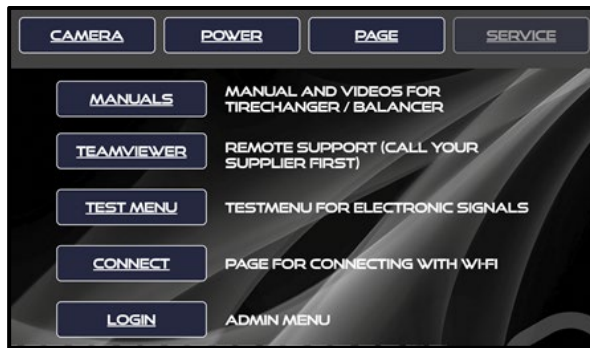 CAMERA POWER PAGE SERVICE
MANUALS MANUAL AND VIDEOS FOR
TIRECHANGER / BALANCER
TEAMVIEWER REMOTE SUPPORT (CALL YOUR
SUPPLIER FIRST)
TEST MENU TESTMENU FOR ELECTRONIC SIGNALS
CONNECT PAGE FOR CONNECTING WITH WI-FI
LOGIN ADMIN MENU